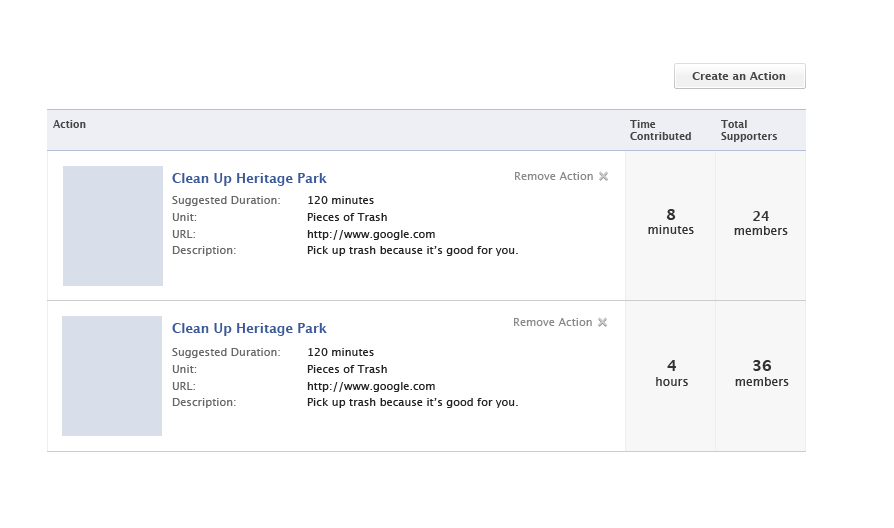 Create an Action
Action
Time
Contributed
Total
Supporters
Clean Up Heritage Park
Remove Action
Suggested Duration: 120 minutes
Unit: Pieces of Trash
URL: http://www.google.com
Description: Pick up trash because it's good for you.
8
minutes
24
members
Clean Up Heritage Park
Remove Action
Suggested Duration: 120 minutes
Unit: Pieces of Trash
URL: http://www.google.com
Description: Pick up trash because it's good for you.
4
hours
36
members